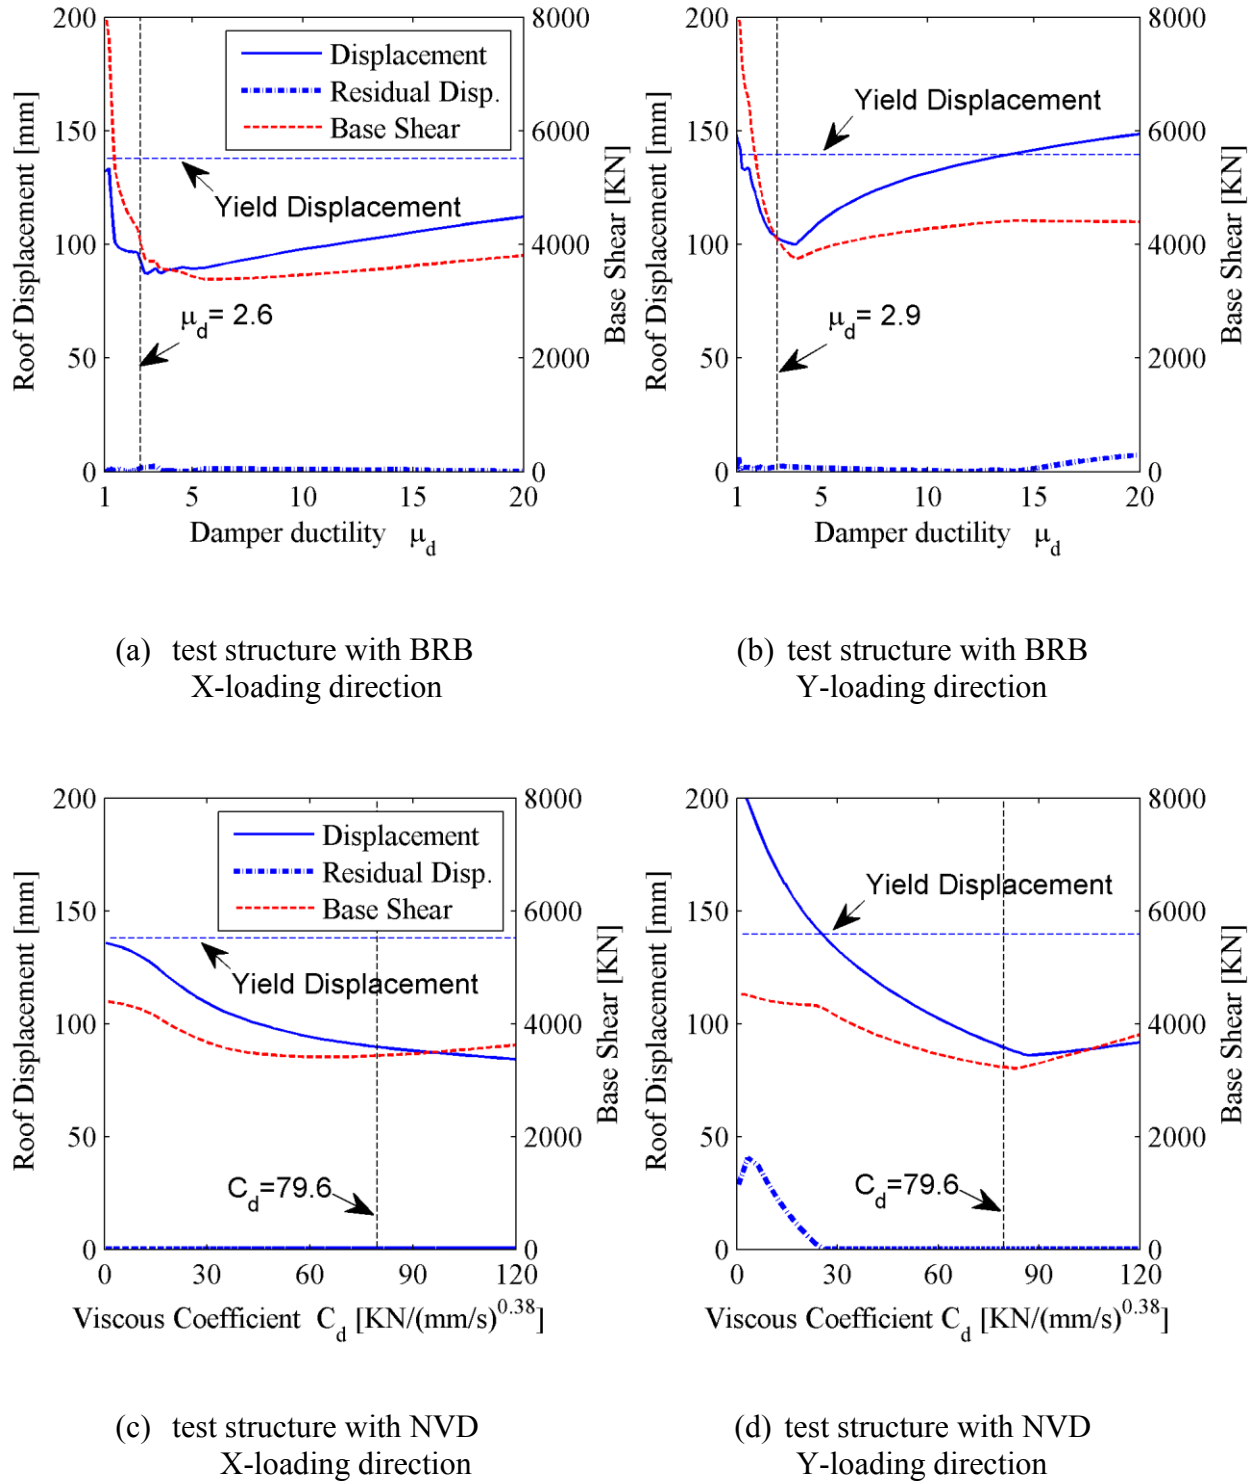 200
150
100
50
0
Roof Displacement [mm]
8000
6000
4000
2000
0
Base Shear [KN]
Displacement
Residual Disp.
Base Shear
Yield Displacement
μd= 2.6
1 5 10 15 20
Damper ductility μd
200
150
100
50
0
Roof Displacement [mm]
8000
6000
4000
2000
0
Base Shear [KN]
Yield Displacement
μd= 2.9
1 5 10 15 20
Damper ductility μd
(a) test structure with BRB
X-loading direction
(b) test structure with BRB
Y-loading direction
200
150
100
50
0
Roof Displacement [mm]
8000
6000
4000
2000
0
Base Shear [KN]
Displacement
Residual Disp.
Base Shear
Yield Displacement
Cd=79.6
0 30 60 90 120
Viscous Coefficient Cd [KN/(mm/s)^0.38]
200
150
100
50
0
Roof Displacement [mm]
8000
6000
4000
2000
0
Base Shear [KN]
Yield Displacement
Cd=79.6
0 30 60 90 120
Viscous Coefficient Cd [KN/(mm/s)^0.38]
(c) test structure with NVD
X-loading direction
(d) test structure with NVD
Y-loading direction